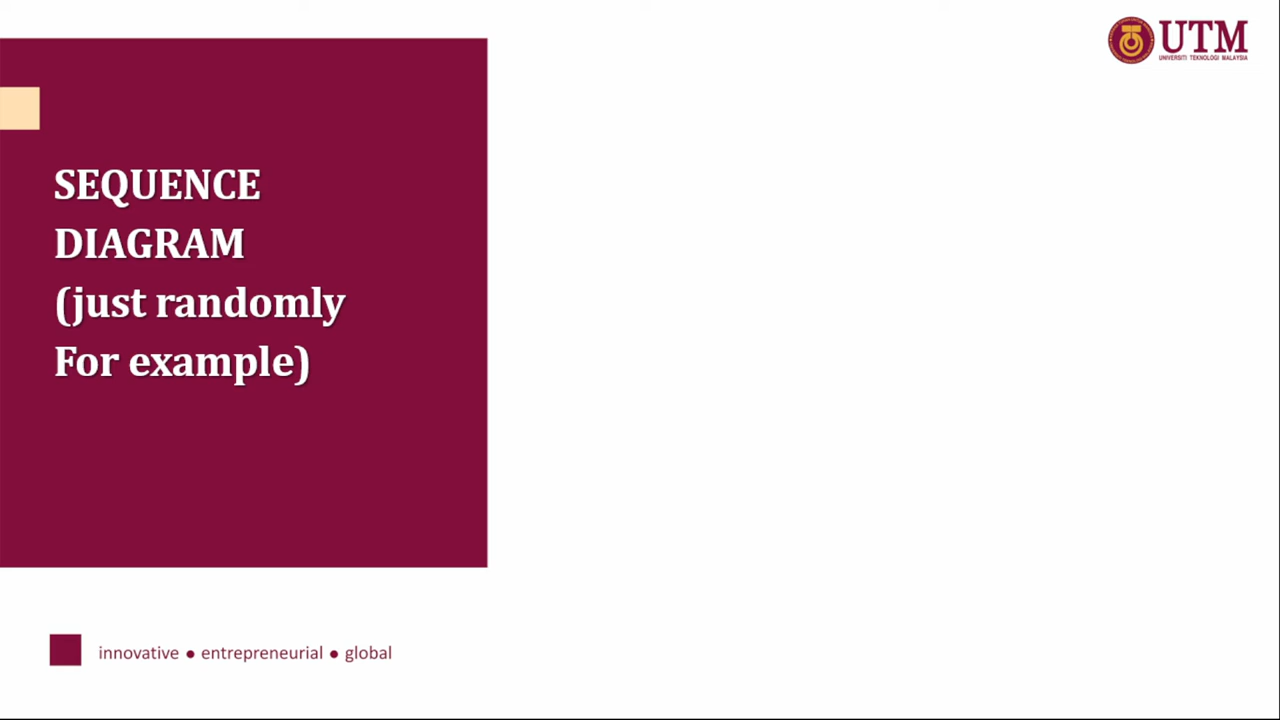 UTM
UNIVERSITI TEKNOLOGI MALAYSIA
SEQUENCE
DIAGRAM
(just randomly
For example)
innovative ● entrepreneurial ● global